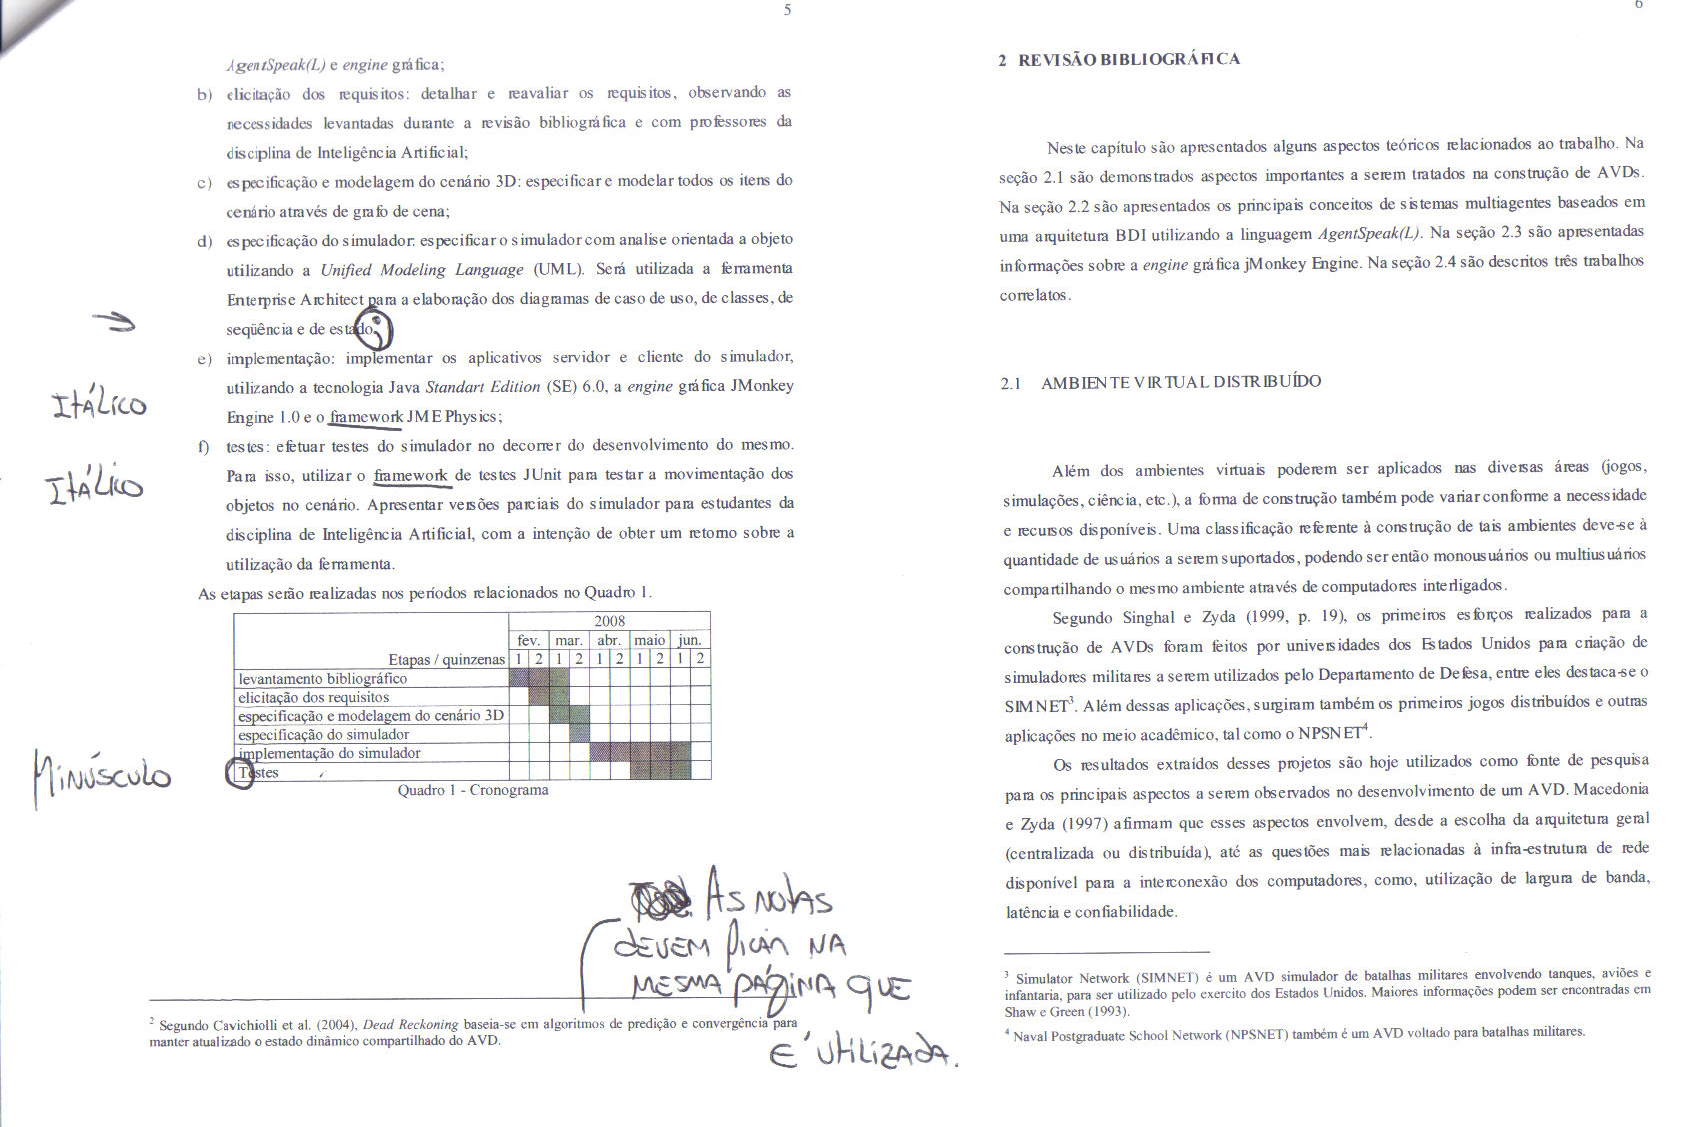 5
AgentSpeak(L) e engine gráfica;
b) elicitação dos requisitos: detalhar e reavaliar os requisitos, observando as
necessidades levantadas durante a revisão bibliográfica e com professores da
disciplina de Inteligência Artificial;
c) especificação e modelagem do cenário 3D: especificar e modelar todos os itens do
cenário através de grafo de cena;
d) especificação do simulador: especificar o simulador com analise orientada a objeto
utilizando a Unified Modeling Language (UML). Será utilizada a ferramenta
Enterprise Architect para a elaboração dos diagramas de caso de uso, de classes, de
seqüência e de estado;
e) implementação: implementar os aplicativos servidor e cliente do simulador,
Itálico
utilizando a tecnologia Java Standart Edition (SE) 6.0, a engine gráfica JMonkey
Engine 1.0 e o framework JME Physics;
f) testes: efetuar testes do simulador no decorrer do desenvolvimento do mesmo.
Itálico
Para isso, utilizar o framework de testes JUnit para testar a movimentação dos
objetos no cenário. Apresentar versões parciais do simulador para estudantes da
disciplina de Inteligência Artificial, com a intenção de obter um retorno sobre a
utilização da ferramenta.
As etapas serão realizadas nos períodos relacionados no Quadro 1.
2008
fev. mar. abr. maio jun.
Etapas / quinzenas 1 2 1 2 1 2 1 2 1 2
levantamento bibliográfico
elicitação dos requisitos
especificação e modelagem do cenário 3D
especificação do simulador
implementação do simulador
Minúsculo
Testes
Quadro 1 - Cronograma
As notas
devem ficar na
mesma página que
é utilizada.
2 Segundo Cavichiolli et al. (2004), Dead Reckoning baseia-se em algoritmos de predição e convergência para
manter atualizado o estado dinâmico compartilhado do AVD.
6
2 REVISÃO BIBLIOGRÁFICA
Neste capítulo são apresentados alguns aspectos teóricos relacionados ao trabalho. Na
seção 2.1 são demonstrados aspectos importantes a serem tratados na construção de AVDs.
Na seção 2.2 são apresentados os principais conceitos de sistemas multiagentes baseados em
uma arquitetura BDI utilizando a linguagem AgentSpeak(L). Na seção 2.3 são apresentadas
informações sobre a engine gráfica jMonkey Engine. Na seção 2.4 são descritos três trabalhos
correlatos.
2.1 AMBIENTE VIRTUAL DISTRIBUÍDO
Além dos ambientes virtuais poderem ser aplicados nas diversas áreas (jogos,
simulações, ciência, etc.), a forma de construção também pode variar conforme a necessidade
e recursos disponíveis. Uma classificação referente à construção de tais ambientes deve-se à
quantidade de usuários a serem suportados, podendo ser então monousuários ou multiusuários
compartilhando o mesmo ambiente através de computadores interligados.
Segundo Singhal e Zyda (1999, p. 19), os primeiros esforços realizados para a
construção de AVDs foram feitos por universidades dos Estados Unidos para criação de
simuladores militares a serem utilizados pelo Departamento de Defesa, entre eles destaca-se o
SIMNET3. Além dessas aplicações, surgiram também os primeiros jogos distribuídos e outras
aplicações no meio acadêmico, tal como o NPSNET4.
Os resultados extraídos desses projetos são hoje utilizados como fonte de pesquisa
para os principais aspectos a serem observados no desenvolvimento de um AVD. Macedonia
e Zyda (1997) afirmam que esses aspectos envolvem, desde a escolha da arquitetura geral
(centralizada ou distribuída), até as questões mais relacionadas à infra-estrutura de rede
disponível para a interconexão dos computadores, como, utilização de largura de banda,
latência e confiabilidade.
3 Simulator Network (SIMNET) é um AVD simulador de batalhas militares envolvendo tanques, aviões e
infantaria, para ser utilizado pelo exercito dos Estados Unidos. Maiores informações podem ser encontradas em
Shaw e Green (1993).
4 Naval Postgraduate School Network (NPSNET) também é um AVD voltado para batalhas militares.